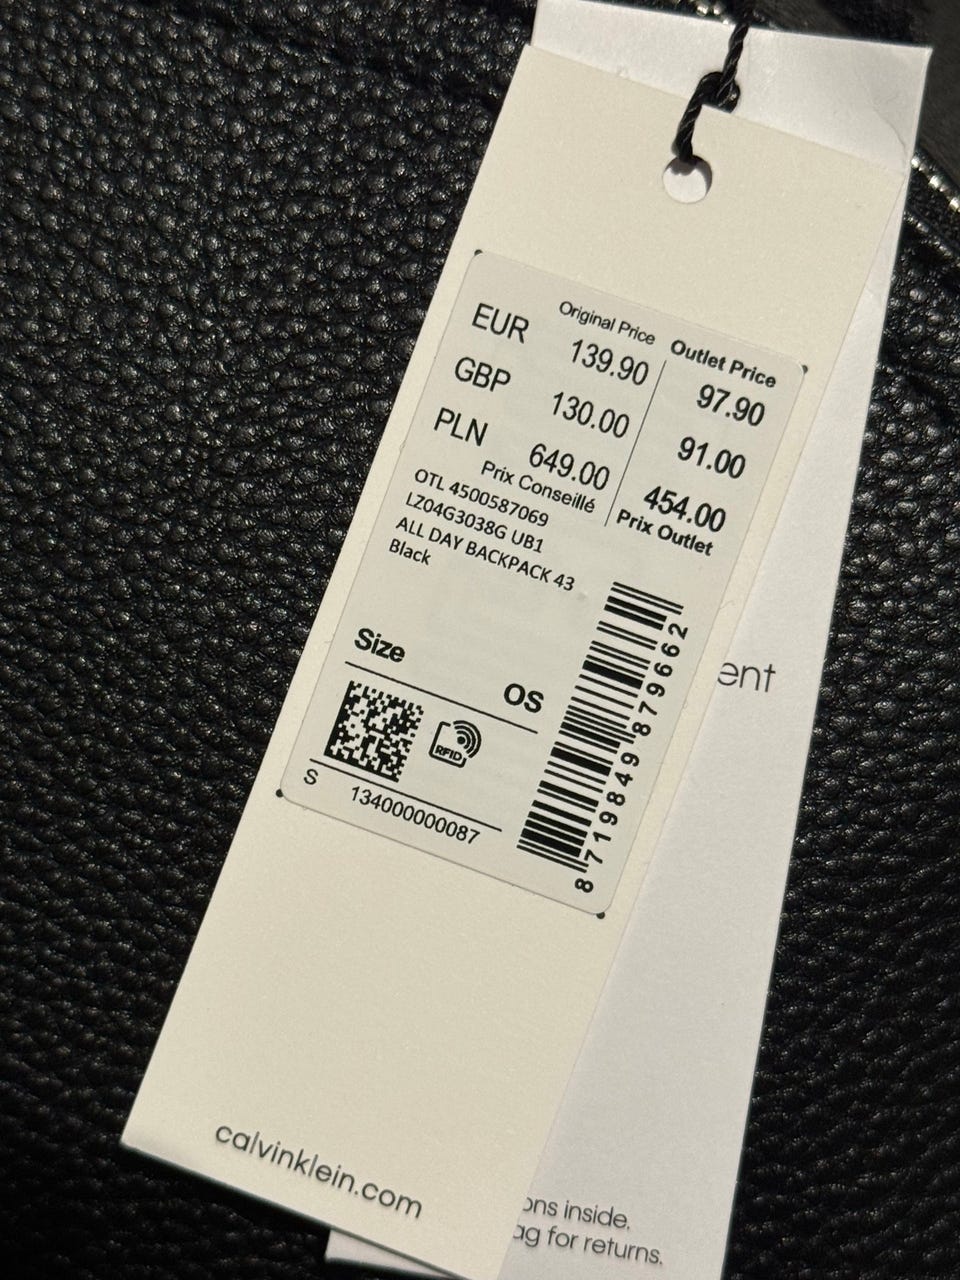 Original Price Outlet Price
EUR 139.90 97.90
GBP 130.00 91.00
PLN 649.00 454.00
Prix Conseillé Prix Outlet
OTL 4500587069
LZ04G3038G UB1
ALL DAY BACKPACK 43
Black
Size
OS
RFID
S
134000000087
8719849879662
calvinklein.com
ent
ons inside.
ag for returns.